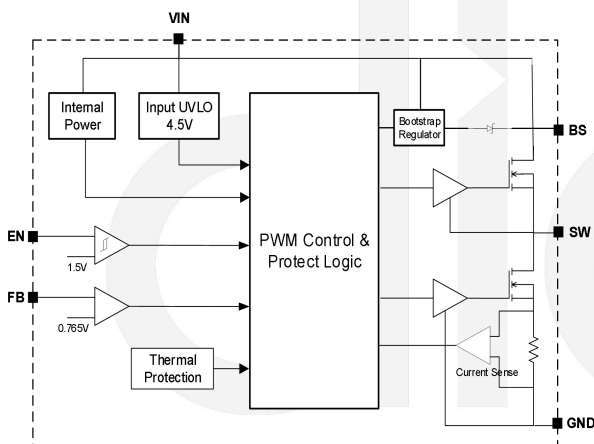 VIN
Internal
Power
Input UVLO
4.5V
Bootstrap
Regulator
BS
EN
1.5V
PWM Control &
Protect Logic
SW
FB
0.765V
Thermal
Protection
Current Sense
GND